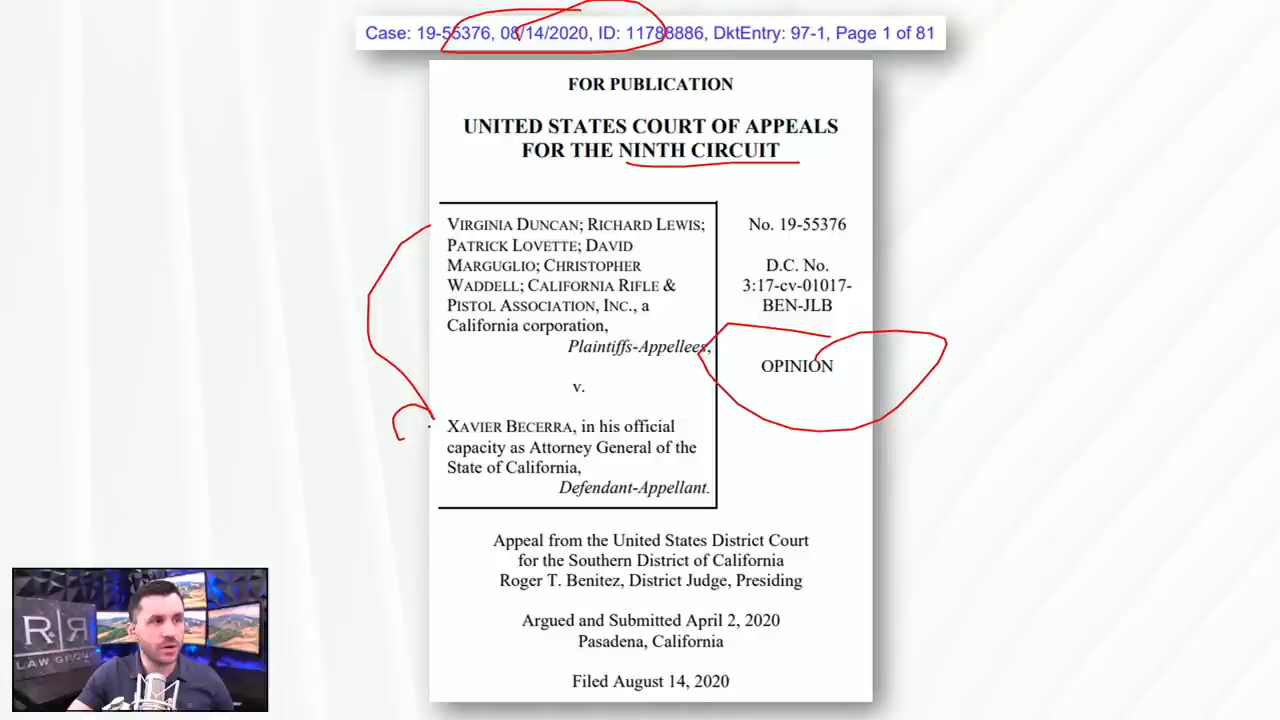 Case: 19-55376, 08/14/2020, ID: 11788886, DktEntry: 97-1, Page 1 of 81
FOR PUBLICATION
UNITED STATES COURT OF APPEALS
FOR THE NINTH CIRCUIT
VIRGINIA DUNCAN; RICHARD LEWIS;
PATRICK LOVETTE; DAVID
MARGUGLIO; CHRISTOPHER
WADDELL; CALIFORNIA RIFLE &
PISTOL ASSOCIATION, INC., a
California corporation,
Plaintiffs-Appellees,
v.
XAVIER BECERRA, in his official
capacity as Attorney General of the
State of California,
Defendant-Appellant.
No. 19-55376
D.C. No.
3:17-cv-01017-
BEN-JLB
OPINION
Appeal from the United States District Court
for the Southern District of California
Roger T. Benitez, District Judge, Presiding
Argued and Submitted April 2, 2020
Pasadena, California
Filed August 14, 2020
R|R
LAW GROUP